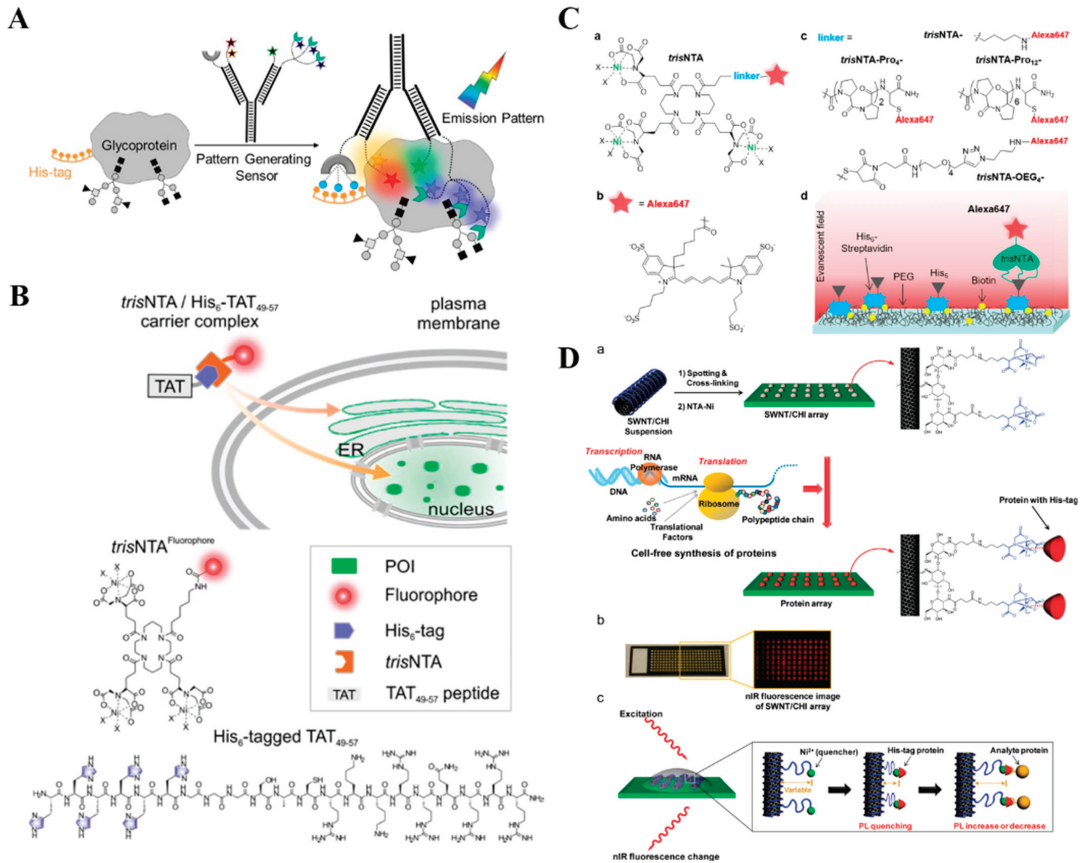 A
Glycoprotein
His-tag
Pattern Generating
Sensor
Emission Pattern
B
trisNTA / His6-TAT49-57
carrier complex
plasma
membrane
TAT
ER
nucleus
trisNTA Fluorophore
POI
Fluorophore
His6-tag
trisNTA
TAT TAT49-57 peptide
His6-tagged TAT49-57
C
a
trisNTA
linker
b
= Alexa647
c
linker =
trisNTA-
Alexa647
trisNTA-Pro4-
trisNTA-Pro12-
Alexa647
Alexa647
Alexa647
trisNTA-OEG4-
d
Evanescent field
Alexa647
His6-
Streptavidin
PEG
His6
Biotin
trisNTA
D
a
SWNT/CHI
Suspension
1) Spotting &
Cross-linking
2) NTA-Ni
SWNT/CHI array
Transcription
RNA
Polymerase
mRNA
Translation
DNA
Ribosome
Amino acids
Translational
Factors
Polypeptide chain
Cell-free synthesis of proteins
Protein with His-tag
Protein array
b
nIR fluorescence image
of SWNT/CHI array
c
Excitation
nIR fluorescence change
Ni2+ (quencher)
His-tag protein
Analyte protein
Variable
PL quenching
PL increase or decrease